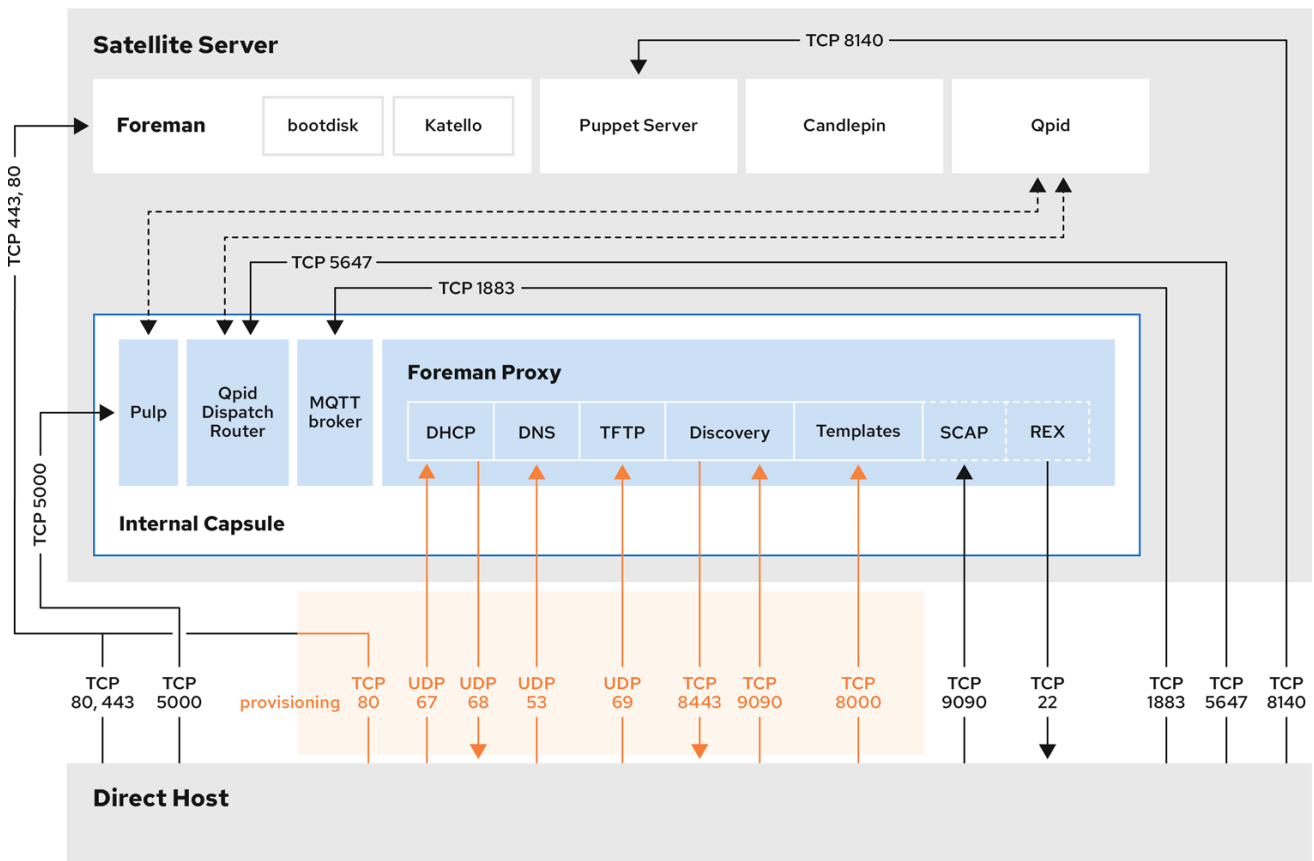 Satellite Server
TCP 8140
Foreman
bootdisk
Katello
Puppet Server
Candlepin
Qpid
TCP 443, 80
TCP 5647
TCP 1883
Pulp
Qpid
Dispatch
Router
MQTT
broker
Foreman Proxy
DHCP
DNS
TFTP
Discovery
Templates
SCAP
REX
TCP 5000
Internal Capsule
TCP
80, 443
TCP
5000
provisioning
TCP
80
UDP
67
UDP
68
UDP
53
UDP
69
TCP
8443
TCP
9090
TCP
8000
TCP
9090
TCP
22
TCP
1883
TCP
5647
TCP
8140
Direct Host